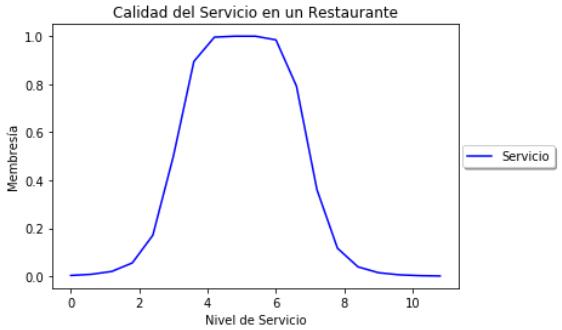 Calidad del Servicio en un Restaurante
1.0
0.8
0.6
0.4
0.2
0.0
Membresía
Servicio
0 2 4 6 8 10
Nivel de Servicio